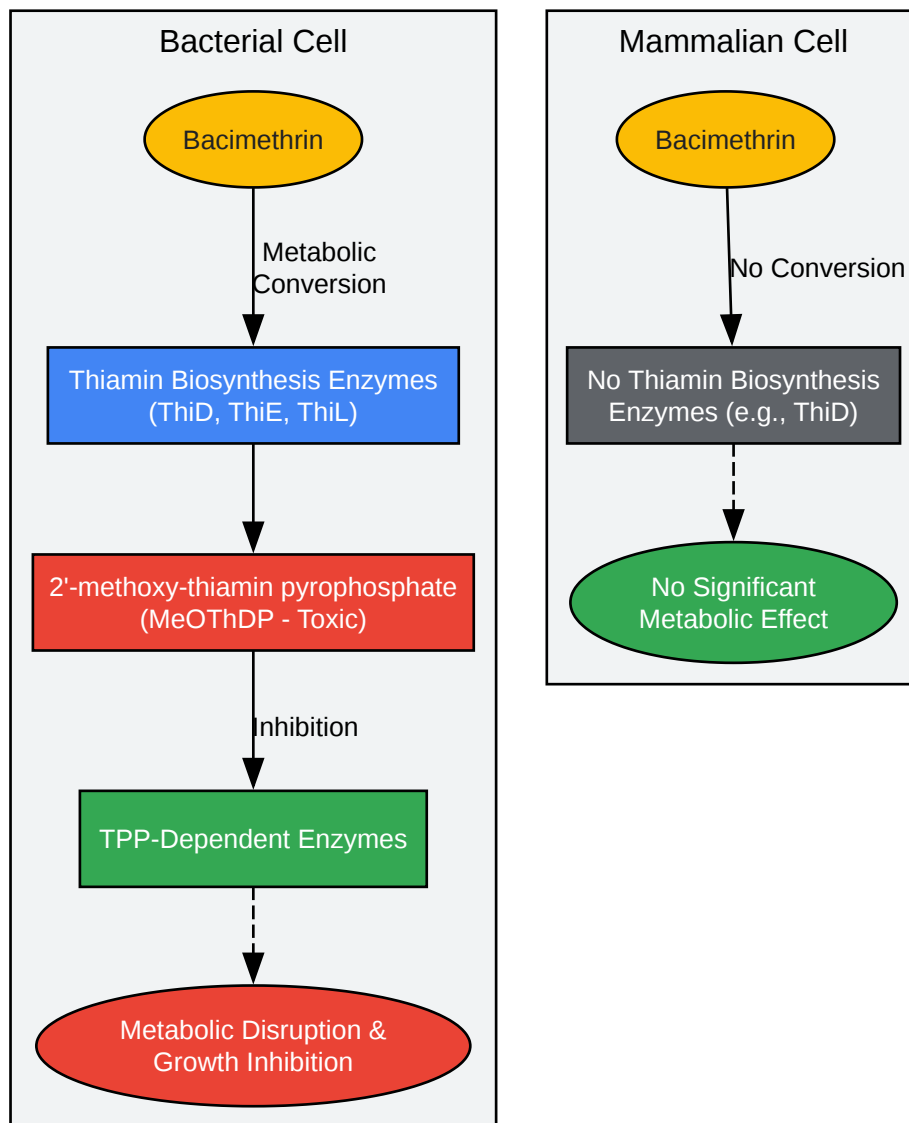 Bacterial Cell
Bacimethrin
Metabolic
Conversion
Thiamin Biosynthesis Enzymes
(ThiD, ThiE, ThiL)
2'-methoxy-thiamin pyrophosphate
(MeOThDP - Toxic)
Inhibition
TPP-Dependent Enzymes
Metabolic Disruption &
Growth Inhibition
Mammalian Cell
Bacimethrin
No Conversion
No Thiamin Biosynthesis
Enzymes (e.g., ThiD)
No Significant
Metabolic Effect